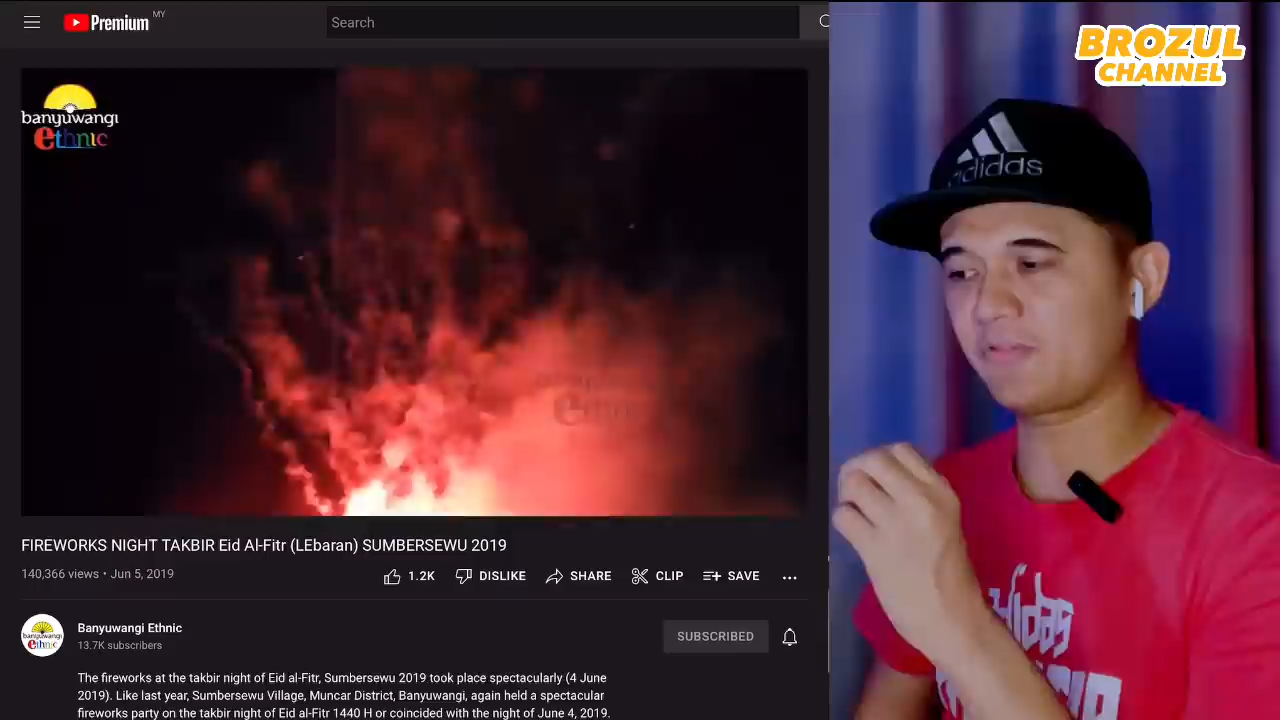 Premium
MY
Search
BROZUL
CHANNEL
banyuwangi
ethnic
adidas
FIREWORKS NIGHT TAKBIR Eid Al-Fitr (LEbaran) SUMBERSEWU 2019
140,366 views • Jun 5, 2019
1.2K
DISLIKE
SHARE
CLIP
SAVE
Banyuwangi Ethnic
13.7K subscribers
SUBSCRIBED
The fireworks at the takbir night of Eid al-Fitr, Sumbersewu 2019 took place spectacularly (4 June
2019). Like last year, Sumbersewu Village, Muncar District, Banyuwangi, again held a spectacular
fireworks party on the takbir night of Eid al-Fitr 1440 H or coincided with the night of June 4, 2019.
adidas